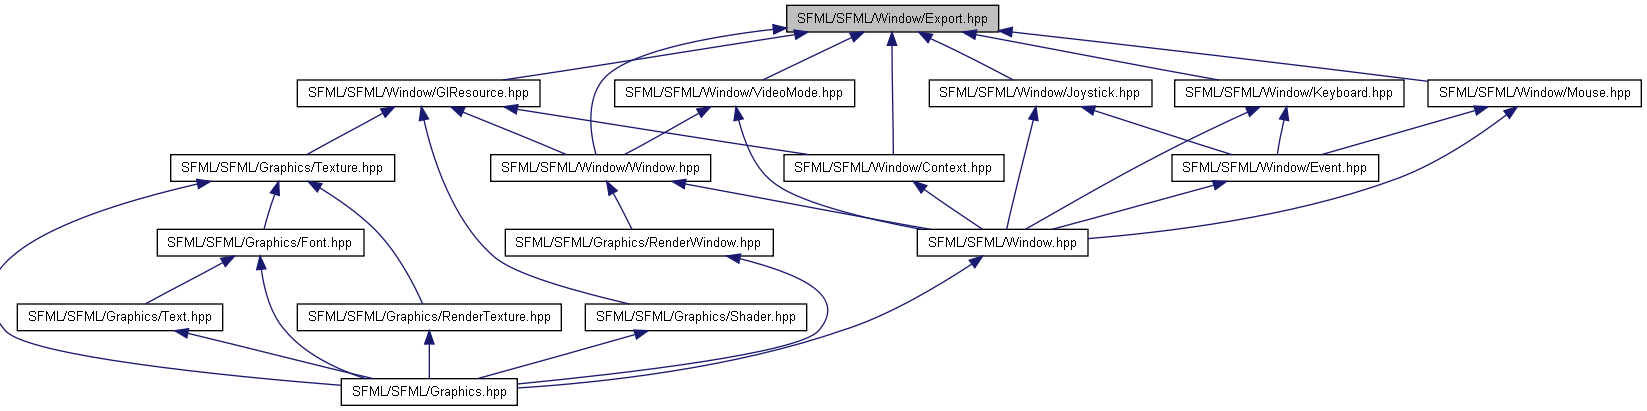 SFML/SFML/Window/Export.hpp
SFML/SFML/Window/GlResource.hpp
SFML/SFML/Window/VideoMode.hpp
SFML/SFML/Window/Joystick.hpp
SFML/SFML/Window/Keyboard.hpp
SFML/SFML/Window/Mouse.hpp
SFML/SFML/Graphics/Texture.hpp
SFML/SFML/Window/Window.hpp
SFML/SFML/Window/Context.hpp
SFML/SFML/Window/Event.hpp
SFML/SFML/Graphics/Font.hpp
SFML/SFML/Graphics/RenderWindow.hpp
SFML/SFML/Window.hpp
SFML/SFML/Graphics/Text.hpp
SFML/SFML/Graphics/RenderTexture.hpp
SFML/SFML/Graphics/Shader.hpp
SFML/SFML/Graphics.hpp